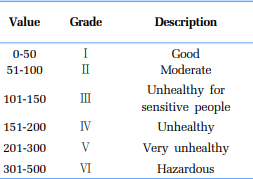 Value Grade Description
0-50 Ⅰ Good
51-100 Ⅱ Moderate
101-150 Ⅲ Unhealthy for
sensitive people
151-200 Ⅳ Unhealthy
201-300 Ⅴ Very unhealthy
301-500 Ⅵ Hazardous